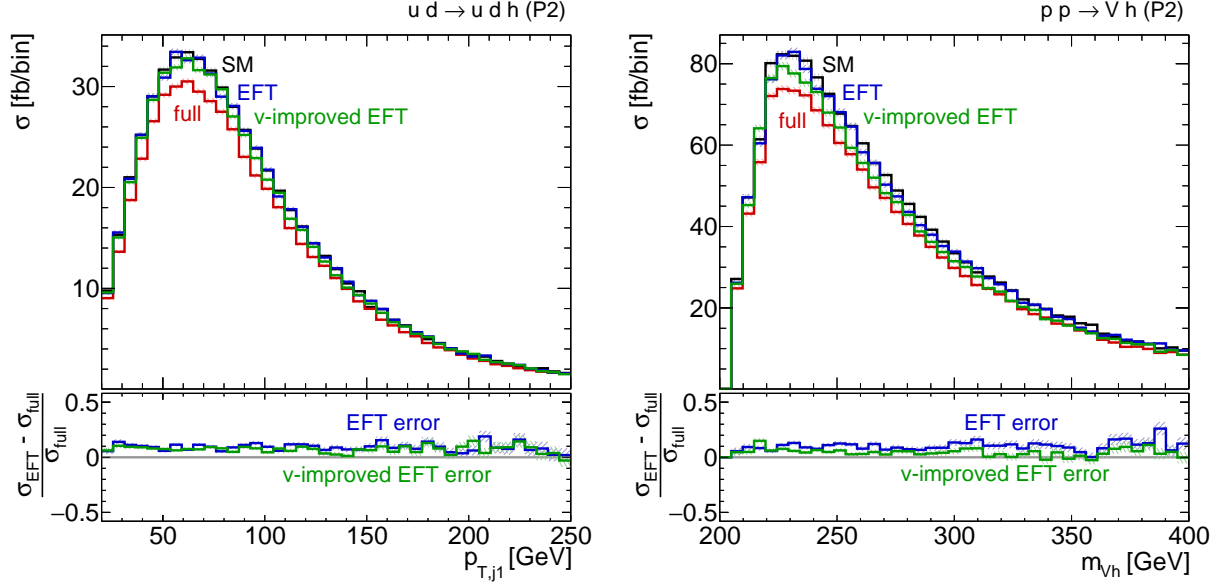 u d → u d h (P2)
σ [fb/bin]
30
20
10
SM
EFT
full
v-improved EFT
σ_EFT - σ_full
σ_full
0.5
0
−0.5
EFT error
v-improved EFT error
50 100 150 200 250
p_T,j1 [GeV]
p p → V h (P2)
σ [fb/bin]
80
60
40
20
SM
EFT
v-improved EFT
full
σ_EFT - σ_full
σ_full
0.5
0
−0.5
EFT error
v-improved EFT error
200 250 300 350 400
m_Vh [GeV]